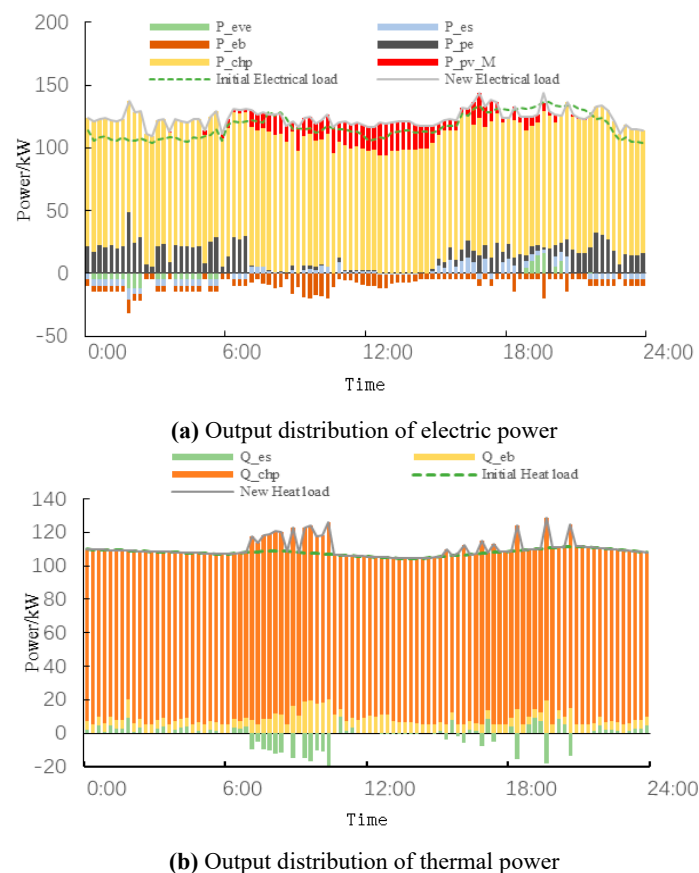 P_eve P_es
P_eb P_pe
P_chp P_pv_M
Initial Electrical load New Electrical load
200
150
100
50
0
-50
Power/kW
0:00 6:00 12:00 18:00 24:00
Time
(a) Output distribution of electric power
Q_es Q_eb
Q_chp Initial Heat load
New Heat load
140
120
100
80
60
40
20
0
-20
Power/kW
0:00 6:00 12:00 18:00 24:00
Time
(b) Output distribution of thermal power